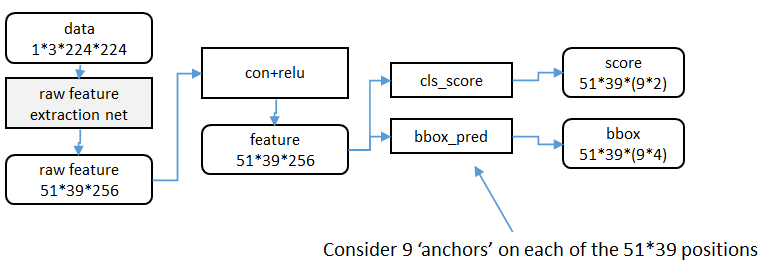 data
1*3*224*224
raw feature
extraction net
raw feature
51*39*256
con+relu
feature
51*39*256
cls_score
bbox_pred
score
51*39*(9*2)
bbox
51*39*(9*4)
Consider 9 ‘anchors’ on each of the 51*39 positions